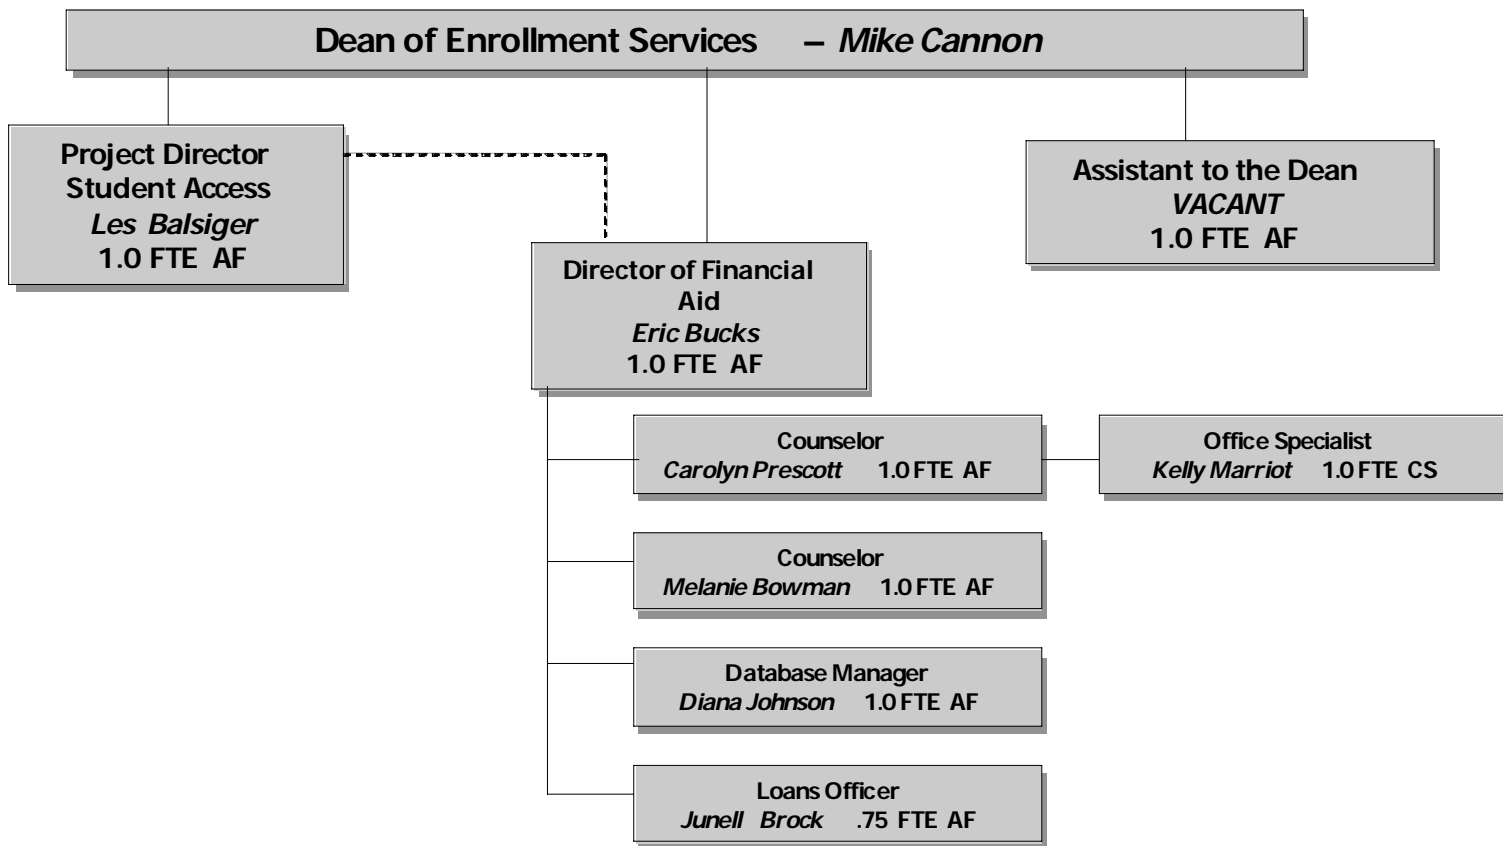 Dean of Enrollment Services – Mike Cannon
Project Director
Student Access
Les Balsiger
1.0 FTE AF
Assistant to the Dean
VACANT
1.0 FTE AF
Director of Financial
Aid
Eric Bucks
1.0 FTE AF
Counselor
Carolyn Prescott 1.0 FTE AF
Office Specialist
Kelly Marriot 1.0 FTE CS
Counselor
Melanie Bowman 1.0 FTE AF
Database Manager
Diana Johnson 1.0 FTE AF
Loans Officer
Junell Brock .75 FTE AF